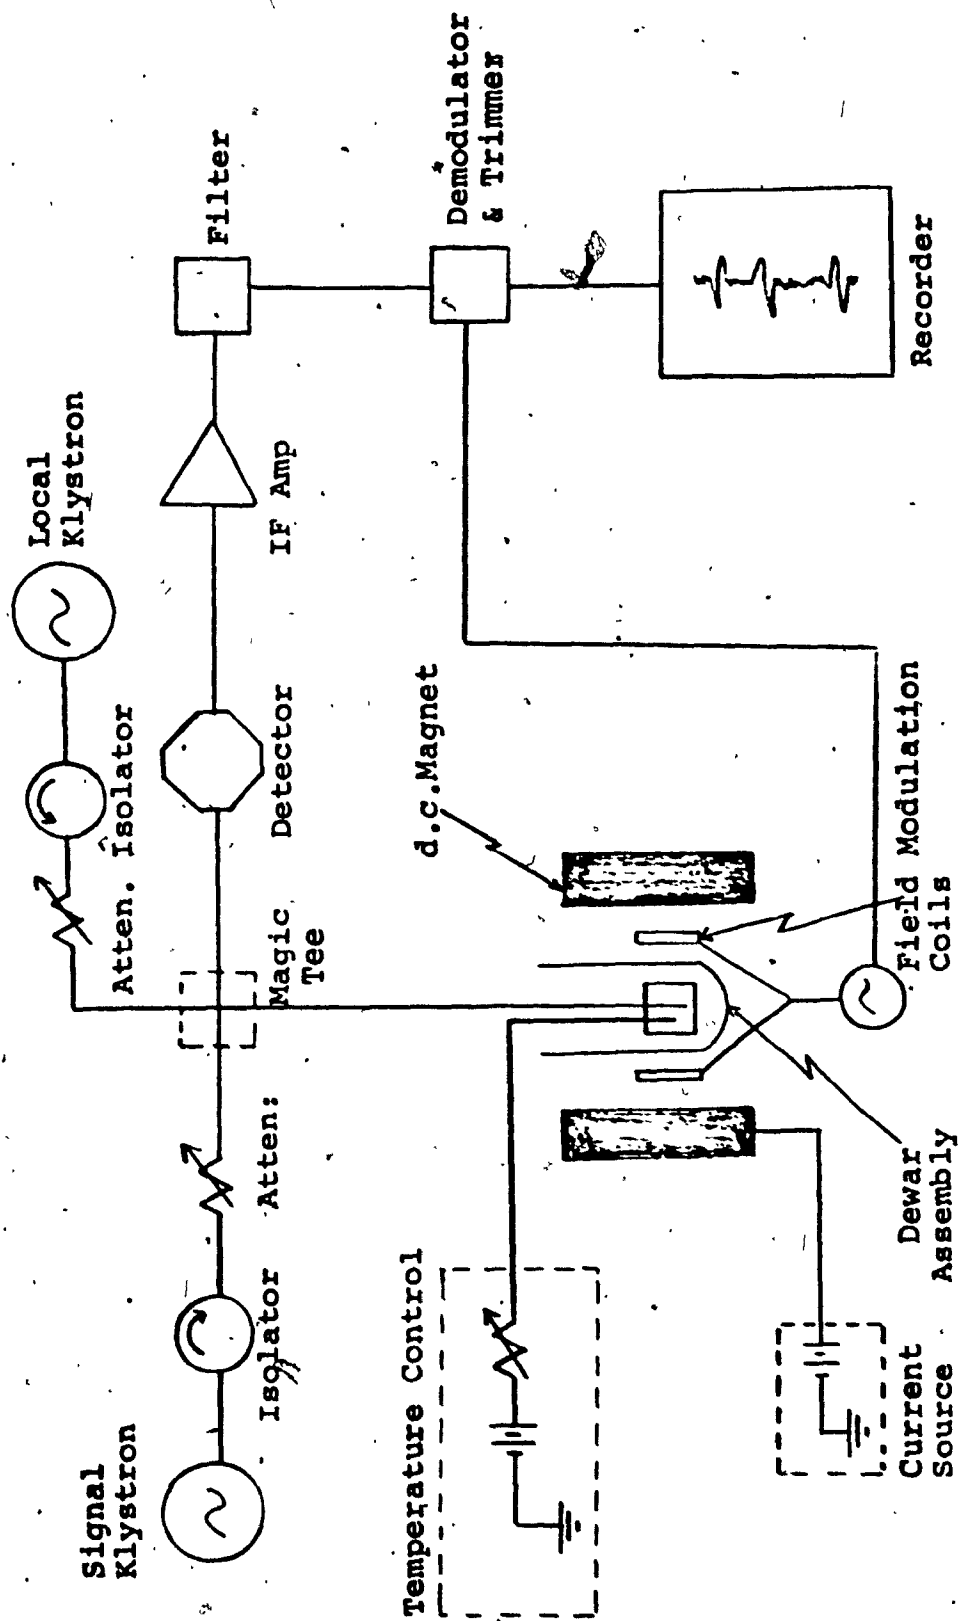 Signal
Klystron
Isolator
Atten:
Magic
Tee
Atten. Isolator
Local
Klystron
Detector
IF Amp
Filter
Demodulator
& Trimmer
Recorder
Temperature Control
d.c.Magnet
Current
Source
Dewar
Assembly
Field Modulation
Coils